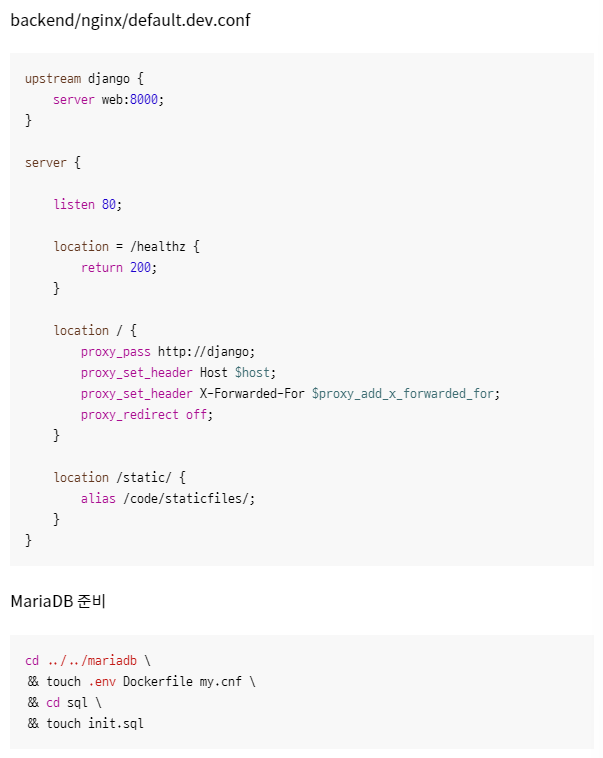 backend/nginx/default.dev.conf
upstream django {
    server web:8000;
}
server {
    listen 80;
    location = /healthz {
        return 200;
    }
    location / {
        proxy_pass http://django;
        proxy_set_header Host $host;
        proxy_set_header X-Forwarded-For $proxy_add_x_forwarded_for;
        proxy_redirect off;
    }
    location /static/ {
        alias /code/staticfiles/;
    }
}
MariaDB 준비
cd ../../mariadb \
&& touch .env Dockerfile my.cnf \
&& cd sql \
&& touch init.sql